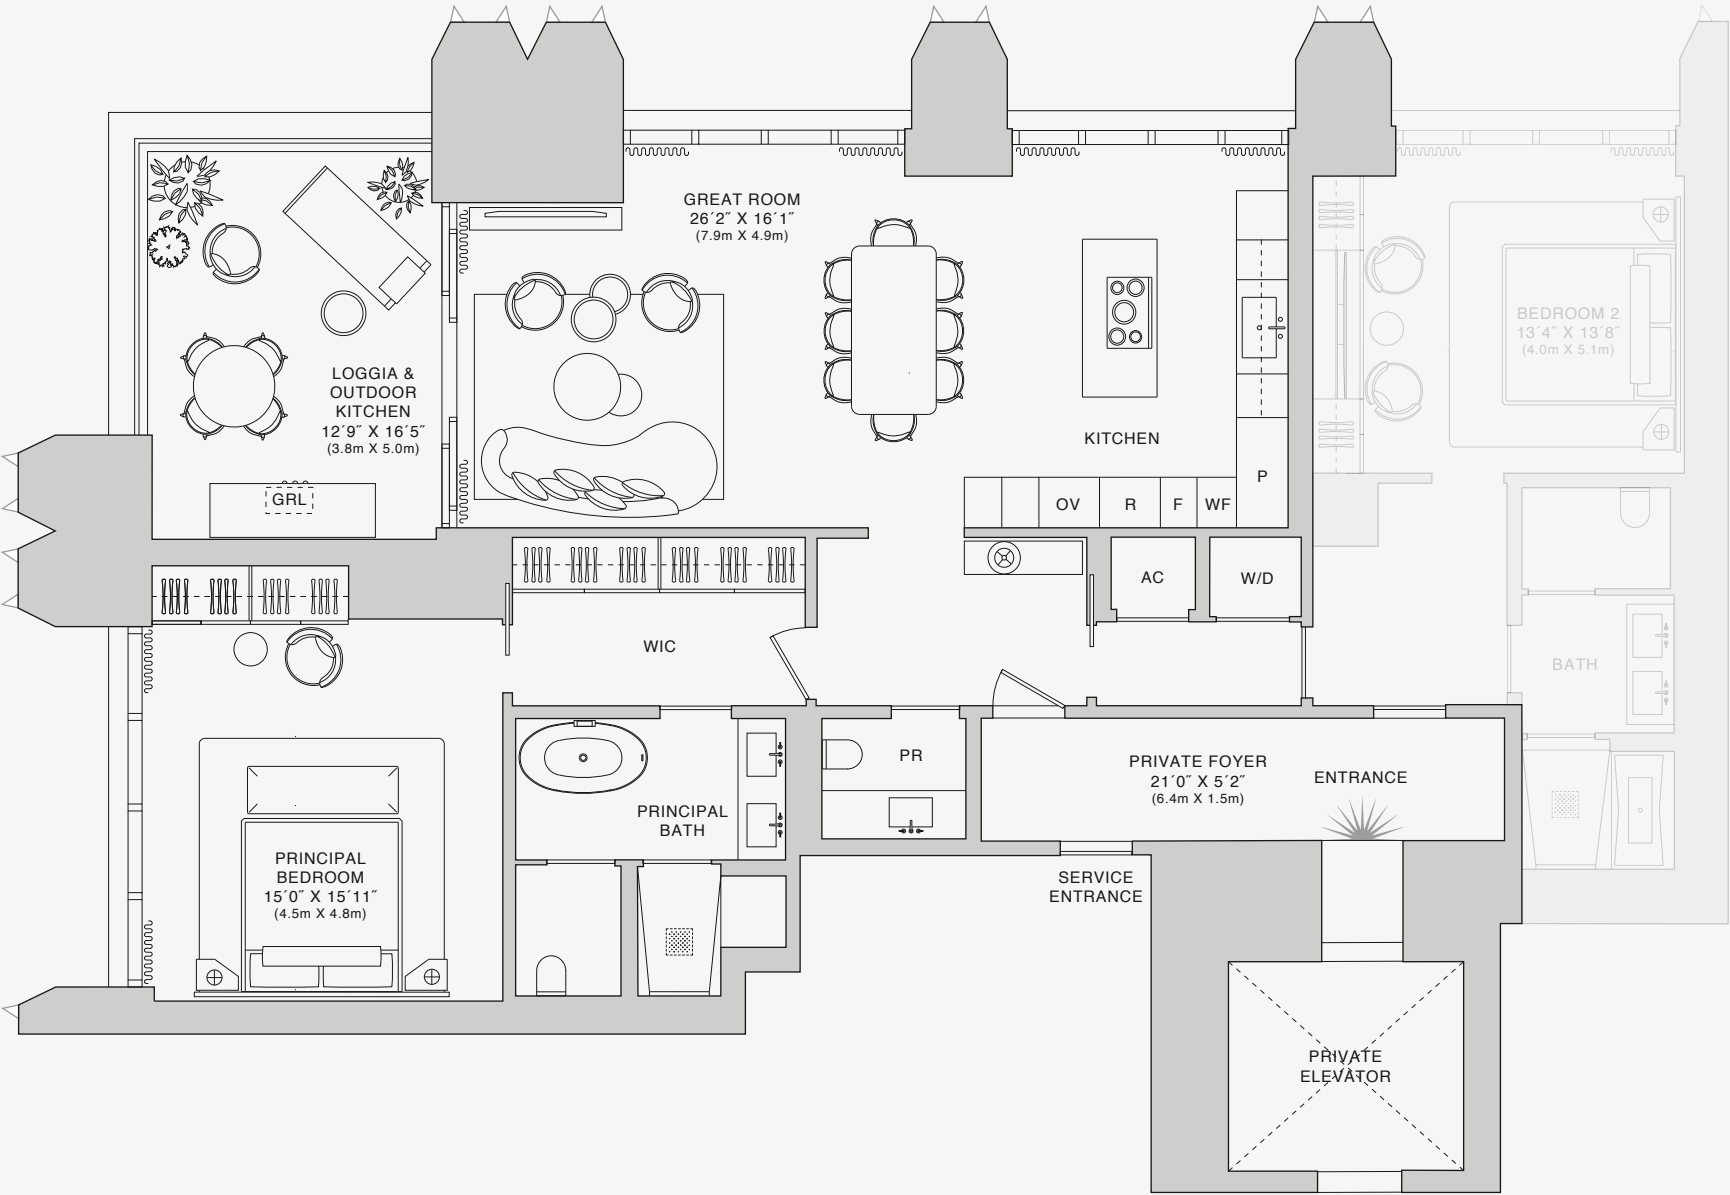 GREAT ROOM
26´2˝ X 16´1˝
(7.9m X 4.9m)
LOGGIA &
OUTDOOR
KITCHEN
12´9˝ X 16´5˝
(3.8m X 5.0m)
GRL
KITCHEN
OV
R
F
WF
P
BEDROOM 2
13´4˝ X 13´8˝
(4.0m X 5.1m)
AC
W/D
WIC
BATH
PR
PRIVATE FOYER
21´0˝ X 5´2˝
(6.4m X 1.5m)
ENTRANCE
PRINCIPAL
BATH
PRINCIPAL
BEDROOM
15´0˝ X 15´11˝
(4.5m X 4.8m)
SERVICE
ENTRANCE
PRIVATE
ELEVATOR